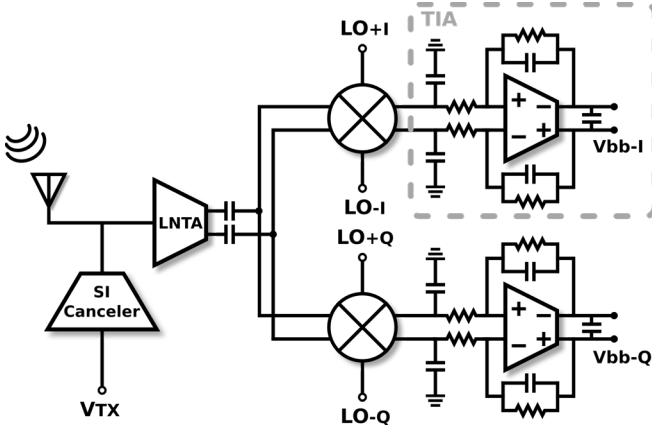 LO+I
TIA
+ −
− +
Vbb-I
LO-I
LNTA
LO+Q
SI
Canceler
+ −
− +
Vbb-Q
VTX
LO-Q